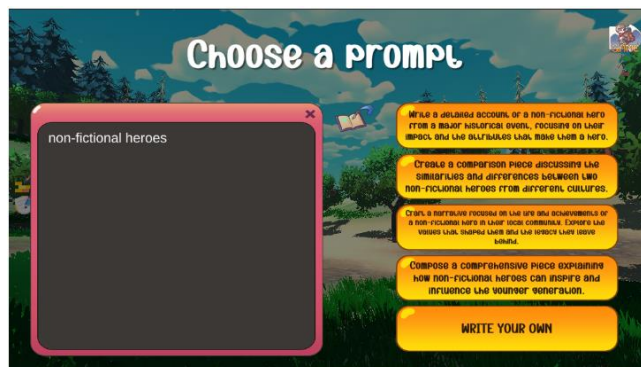 Choose a prompt
non-fictional heroes
Write a detailed account of a non-fictional hero
from a major historical event, focusing on their
impact and the attributes that make them a hero.
Create a comparison piece discussing the
similarities and differences between two
non-fictional heroes from different cultures.
Craft a narrative focused on the life and achievements of
a non-fictional hero in their local community. Explore the
values that shaped them and the legacy they leave
behind.
Compose a comprehensive piece explaining
how non-fictional heroes can inspire and
influence the younger generation.
WRITE YOUR OWN